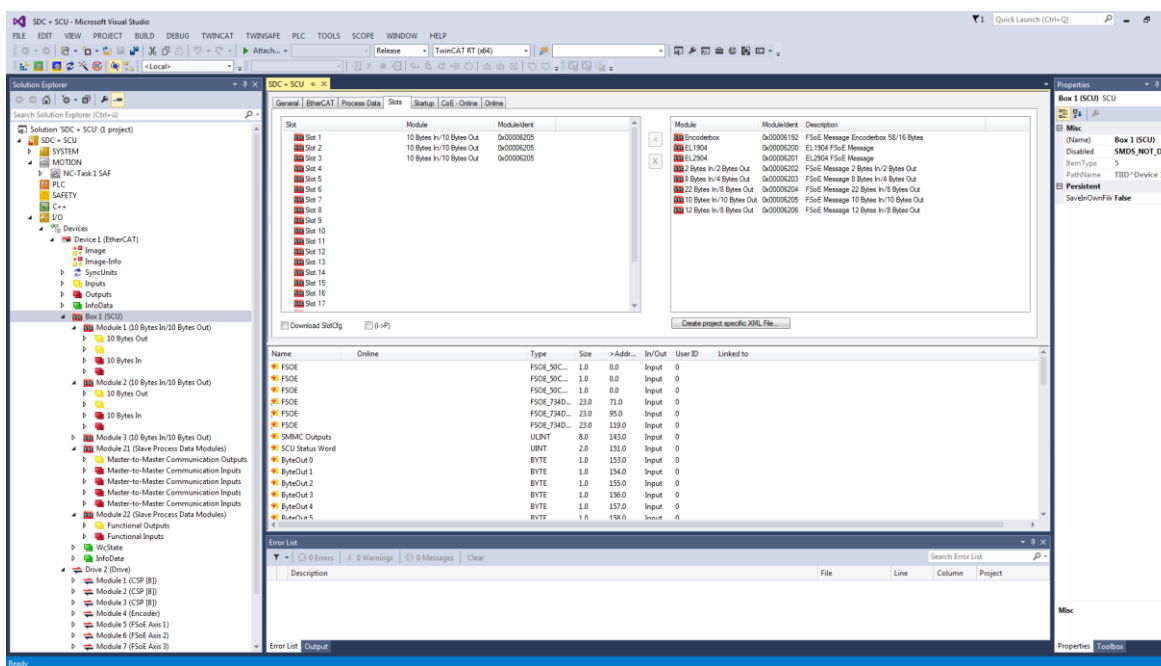 SDC + SCU - Microsoft Visual Studio
1 Quick Launch (Ctrl+Q)
FILE EDIT VIEW PROJECT BUILD DEBUG TWINCAT TWINSAFE PLC TOOLS SCOPE WINDOW HELP
Attach... Release TwinCAT RT (x64)
<Local>
Solution Explorer
Search Solution Explorer (Ctrl+ü)
Solution 'SDC + SCU' (1 project)
SDC + SCU
SYSTEM
MOTION
NC-Task 1 SAF
PLC
SAFETY
C++
I/O
Devices
Device 1 (EtherCAT)
Image
Image-Info
SyncUnits
Inputs
Outputs
InfoData
Box 1 (SCU)
Module 1 (10 Bytes In/10 Bytes Out)
10 Bytes Out
10 Bytes In
Module 2 (10 Bytes In/10 Bytes Out)
10 Bytes Out
10 Bytes In
Module 3 (10 Bytes In/10 Bytes Out)
Module 21 (Slave Process Data Modules)
Master-to-Master Communication Outputs
Master-to-Master Communication Inputs
Master-to-Master Communication Inputs
Master-to-Master Communication Inputs
Master-to-Master Communication Inputs
Module 22 (Slave Process Data Modules)
Functional Outputs
Functional Inputs
WcState
InfoData
Drive 2 (Drive)
Module 1 (CSP [8])
Module 2 (CSP [8])
Module 3 (CSP [8])
Module 4 (Encoder)
Module 5 (FSoE Axis 1)
Module 6 (FSoE Axis 2)
Module 7 (FSoE Axis 3)
SDC + SCU
General EtherCAT Process Data Slots Startup CoE - Online Online
Slot Module ModuleIdent
Slot 1 10 Bytes In/10 Bytes Out 0x00006205
Slot 2 10 Bytes In/10 Bytes Out 0x00006205
Slot 3 10 Bytes In/10 Bytes Out 0x00006205
Slot 4
Slot 5
Slot 6
Slot 7
Slot 8
Slot 9
Slot 10
Slot 11
Slot 12
Slot 13
Slot 14
Slot 15
Slot 16
Slot 17
< 
X
Module ModuleIdent Description
Encoderbox 0x00006192 FSoE Message Encoderbox 58/16 Bytes
EL1904 0x00006200 EL1904 FSoE Message
EL2904 0x00006201 EL2904 FSoE Message
2 Bytes In/2 Bytes Out 0x00006202 FSoE Message 2 Bytes In/2 Bytes Out
8 Bytes In/4 Bytes Out 0x00006203 FSoE Message 8 Bytes In/4 Bytes Out
22 Bytes In/8 Bytes Out 0x00006204 FSoE Message 22 Bytes In/8 Bytes Out
10 Bytes In/10 Bytes Out 0x00006205 FSoE Message 10 Bytes In/10 Bytes Out
12 Bytes In/8 Bytes Out 0x00006206 FSoE Message 12 Bytes In/8 Bytes Out
Download SlotCfg (I->P)
Create project specific XML File...
Name Online Type Size >Addr... In/Out User ID Linked to
FSOE FSOE_50C... 1.0 0.0 Input 0
FSOE FSOE_50C... 1.0 0.0 Input 0
FSOE FSOE_50C... 1.0 0.0 Input 0
FSOE FSOE_734D... 23.0 71.0 Input 0
FSOE FSOE_734D... 23.0 95.0 Input 0
FSOE FSOE_734D... 23.0 119.0 Input 0
SMMC Outputs ULINT 8.0 143.0 Input 0
SCU Status Word UINT 2.0 151.0 Input 0
ByteOut 0 BYTE 1.0 153.0 Input 0
ByteOut 1 BYTE 1.0 154.0 Input 0
ByteOut 2 BYTE 1.0 155.0 Input 0
ByteOut 3 BYTE 1.0 156.0 Input 0
ByteOut 4 BYTE 1.0 157.0 Input 0
ByteOut 5 BYTE 1.0 158.0 Input 0
Error List
0 Errors 0 Warnings 0 Messages Clear
Search Error List
Description File Line Column Project
Error List Output
Properties
Box 1 (SCU) SCU
Misc
(Name) Box 1 (SCU)
Disabled SMDS_NOT_D
ItemType 5
PathName TIID^Device
Persistent
SaveInOwnFile False
Misc
Properties Toolbox
Ready